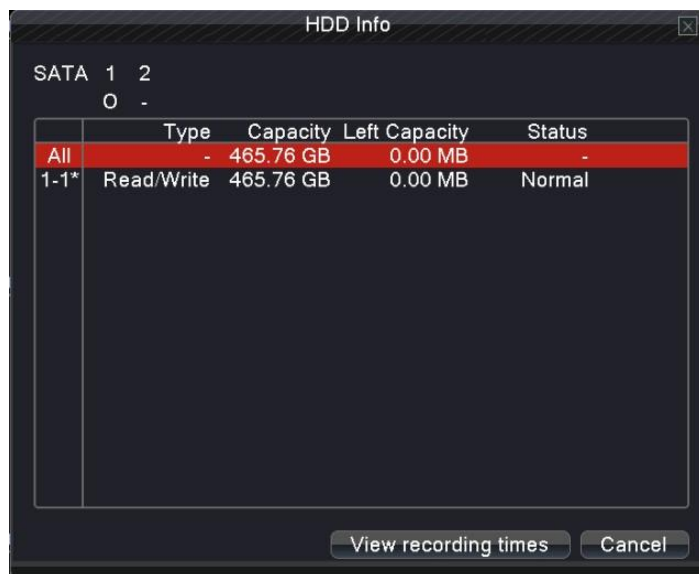 HDD Info
SATA 1 2
O -
Type Capacity Left Capacity Status
All - 465.76 GB 0.00 MB -
1-1* Read/Write 465.76 GB 0.00 MB Normal
View recording times Cancel